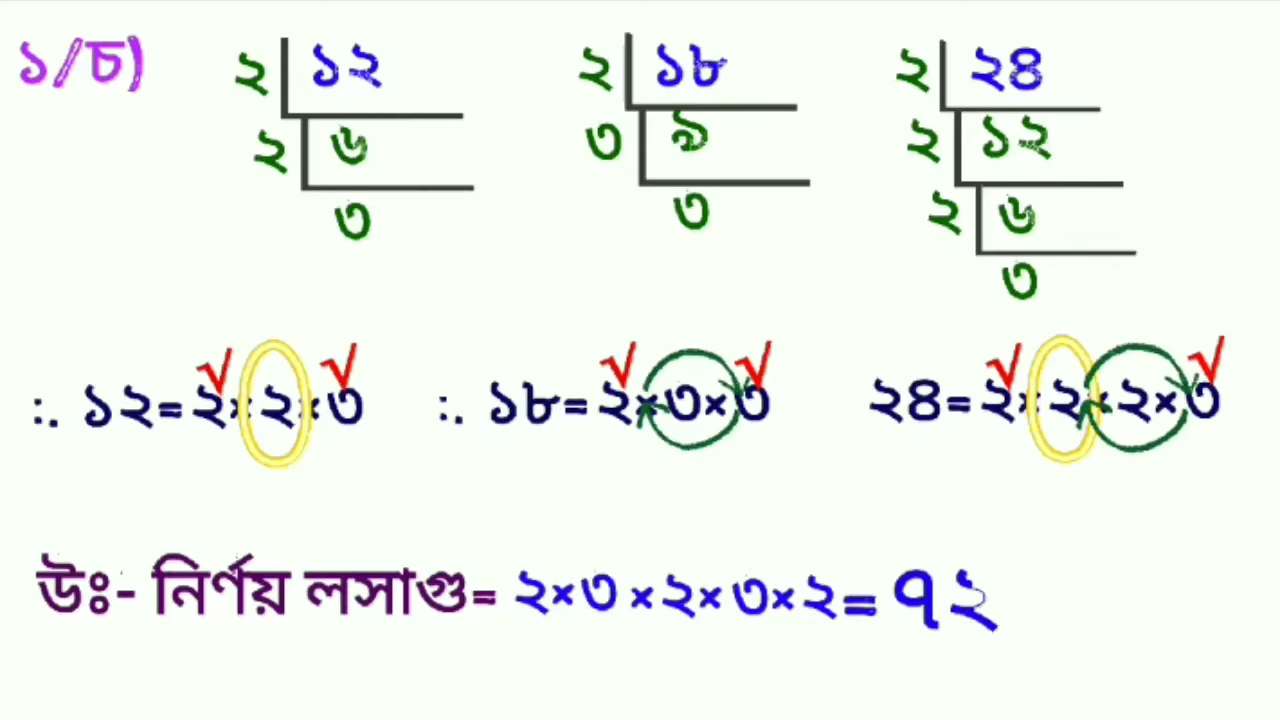 ১/চ)
২ ১২ ২ ১৮ ২ ২৪
২ ৬ ৩ ৯ ২ ১২
৩ ৩ ২ ৬
৩
∴ ১২=২×২×৩ ∴ ১৮=২×৩×৩ ২৪=২×২×২×৩
উঃ- নির্ণয় লসাগু= ২×৩×২×৩×২=৭২